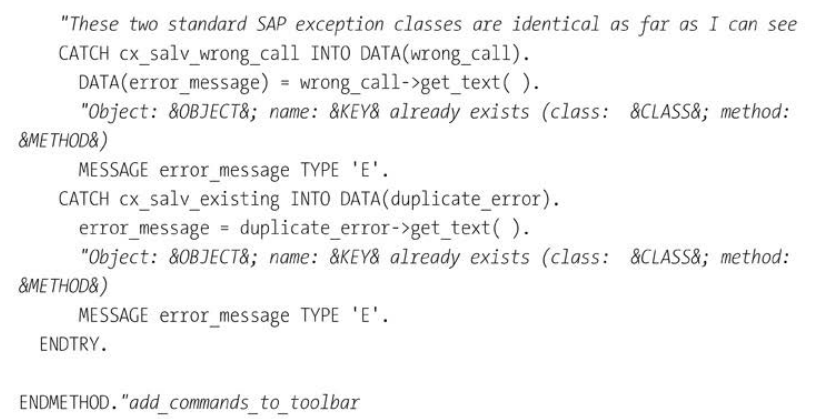 "These two standard SAP exception classes are identical as far as I can see
CATCH cx_salv_wrong_call INTO DATA(wrong_call).
DATA(error_message) = wrong_call->get_text( ).
"Object: &OBJECT&; name: &KEY& already exists (class:  &CLASS&; method:
&METHOD&)
MESSAGE error_message TYPE 'E'.
CATCH cx_salv_existing INTO DATA(duplicate_error).
error_message = duplicate_error->get_text( ).
"Object: &OBJECT&; name: &KEY& already exists (class:  &CLASS&; method:
&METHOD&)
MESSAGE error_message TYPE 'E'.
ENDTRY.
ENDMETHOD."add_commands_to_toolbar